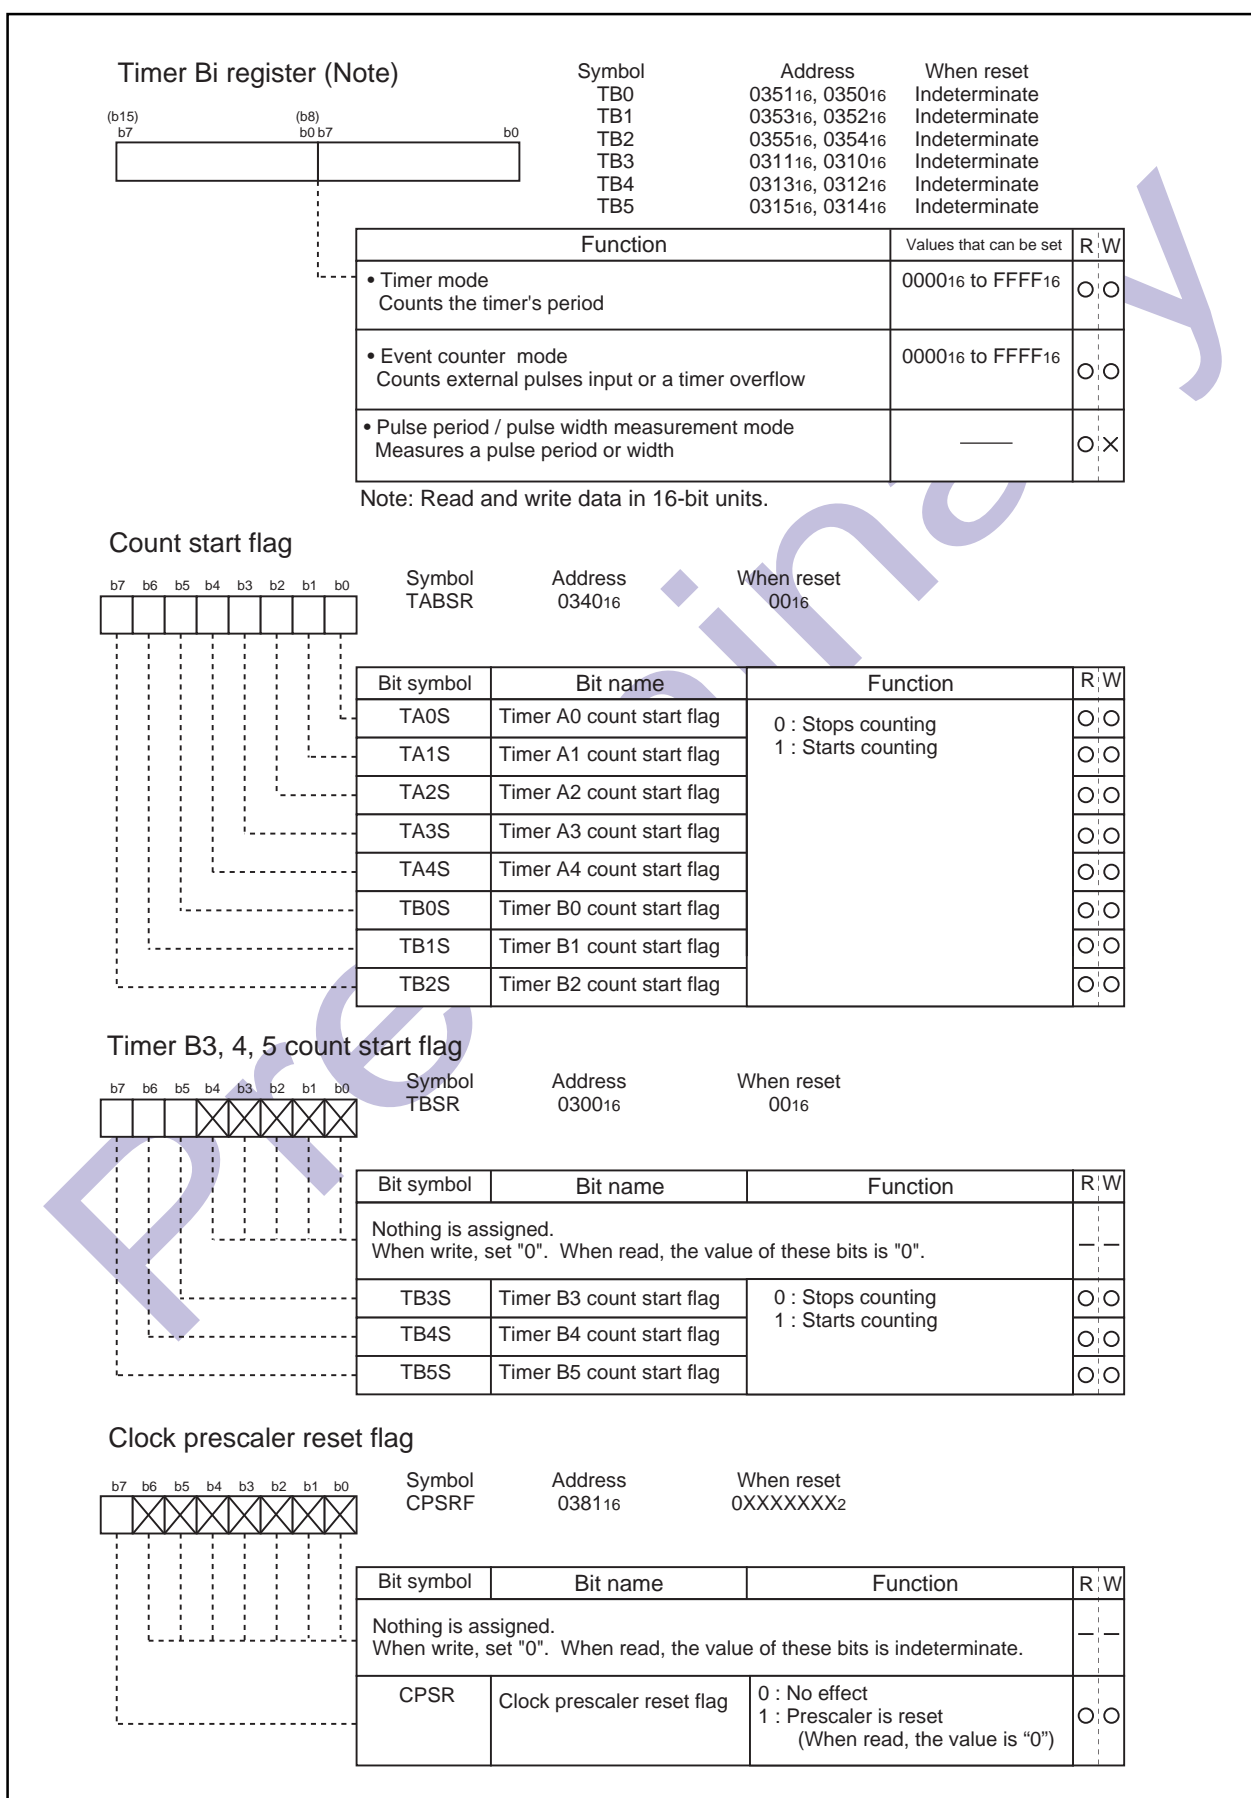 Timer Bi register (Note)
Symbol Address When reset
TB0 035116, 035016 Indeterminate
TB1 035316, 035216 Indeterminate
TB2 035516, 035416 Indeterminate
TB3 031116, 031016 Indeterminate
TB4 031316, 031216 Indeterminate
TB5 031516, 031416 Indeterminate
(b15) (b8)
b7 b0 b7 b0
Function Values that can be set R W
• Timer mode 000016 to FFFF16
Counts the timer's period
• Event counter mode 000016 to FFFF16
Counts external pulses input or a timer overflow
• Pulse period / pulse width measurement mode
Measures a pulse period or width
Note: Read and write data in 16-bit units.
Count start flag
b7 b6 b5 b4 b3 b2 b1 b0
Symbol Address When reset
TABSR 034016 0016
Bit symbol Bit name Function R W
TA0S Timer A0 count start flag 0 : Stops counting
1 : Starts counting
TA1S Timer A1 count start flag
TA2S Timer A2 count start flag
TA3S Timer A3 count start flag
TA4S Timer A4 count start flag
TB0S Timer B0 count start flag
TB1S Timer B1 count start flag
TB2S Timer B2 count start flag
Timer B3, 4, 5 count start flag
b7 b6 b5 b4 b3 b2 b1 b0
Symbol Address When reset
TBSR 030016 0016
Bit symbol Bit name Function R W
Nothing is assigned.
When write, set "0". When read, the value of these bits is "0".
TB3S Timer B3 count start flag 0 : Stops counting
1 : Starts counting
TB4S Timer B4 count start flag
TB5S Timer B5 count start flag
Clock prescaler reset flag
b7 b6 b5 b4 b3 b2 b1 b0
Symbol Address When reset
CPSRF 038116 0XXXXXXX2
Bit symbol Bit name Function R W
Nothing is assigned.
When write, set "0". When read, the value of these bits is indeterminate.
CPSR Clock prescaler reset flag 0 : No effect
1 : Prescaler is reset
(When read, the value is “0”)
Preliminary